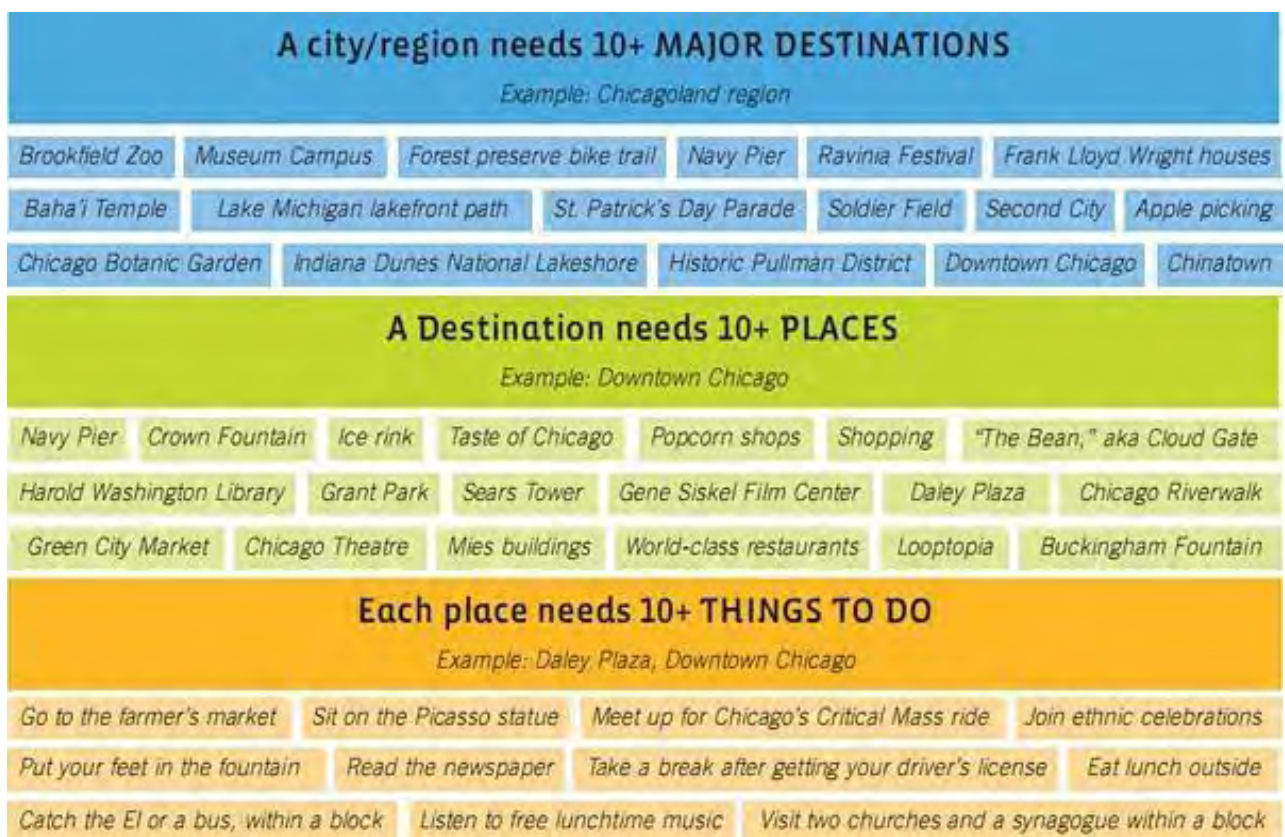 A city/region needs 10+ MAJOR DESTINATIONS
Example: Chicagoland region
Brookfield Zoo Museum Campus Forest preserve bike trail Navy Pier Ravinia Festival Frank Lloyd Wright houses
Baha'i Temple Lake Michigan lakefront path St. Patrick's Day Parade Soldier Field Second City Apple picking
Chicago Botanic Garden Indiana Dunes National Lakeshore Historic Pullman District Downtown Chicago Chinatown
A Destination needs 10+ PLACES
Example: Downtown Chicago
Navy Pier Crown Fountain Ice rink Taste of Chicago Popcorn shops Shopping "The Bean," aka Cloud Gate
Harold Washington Library Grant Park Sears Tower Gene Siskel Film Center Daley Plaza Chicago Riverwalk
Green City Market Chicago Theatre Mies buildings World-class restaurants Looptopia Buckingham Fountain
Each place needs 10+ THINGS TO DO
Example: Daley Plaza, Downtown Chicago
Go to the farmer's market Sit on the Picasso statue Meet up for Chicago's Critical Mass ride Join ethnic celebrations
Put your feet in the fountain Read the newspaper Take a break after getting your driver's license Eat lunch outside
Catch the El or a bus, within a block Listen to free lunchtime music Visit two churches and a synagogue within a block